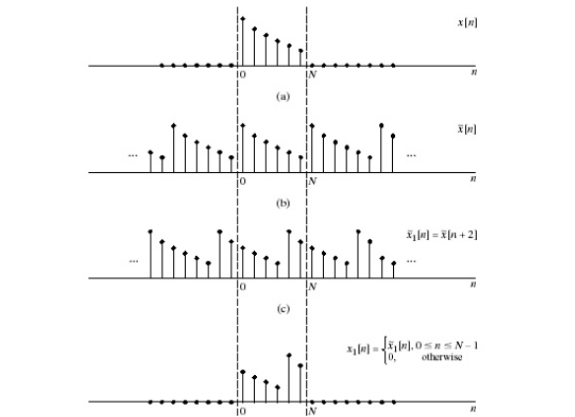 x[n]
0 N n
(a)
x̃[n]
... ...
0 N n
(b)
x̃₁[n] = x̃[n + 2]
... ...
0 N n
(c)
x₁[n] = { x̃₁[n], 0 ≤ n ≤ N – 1
0, otherwise
0 N n